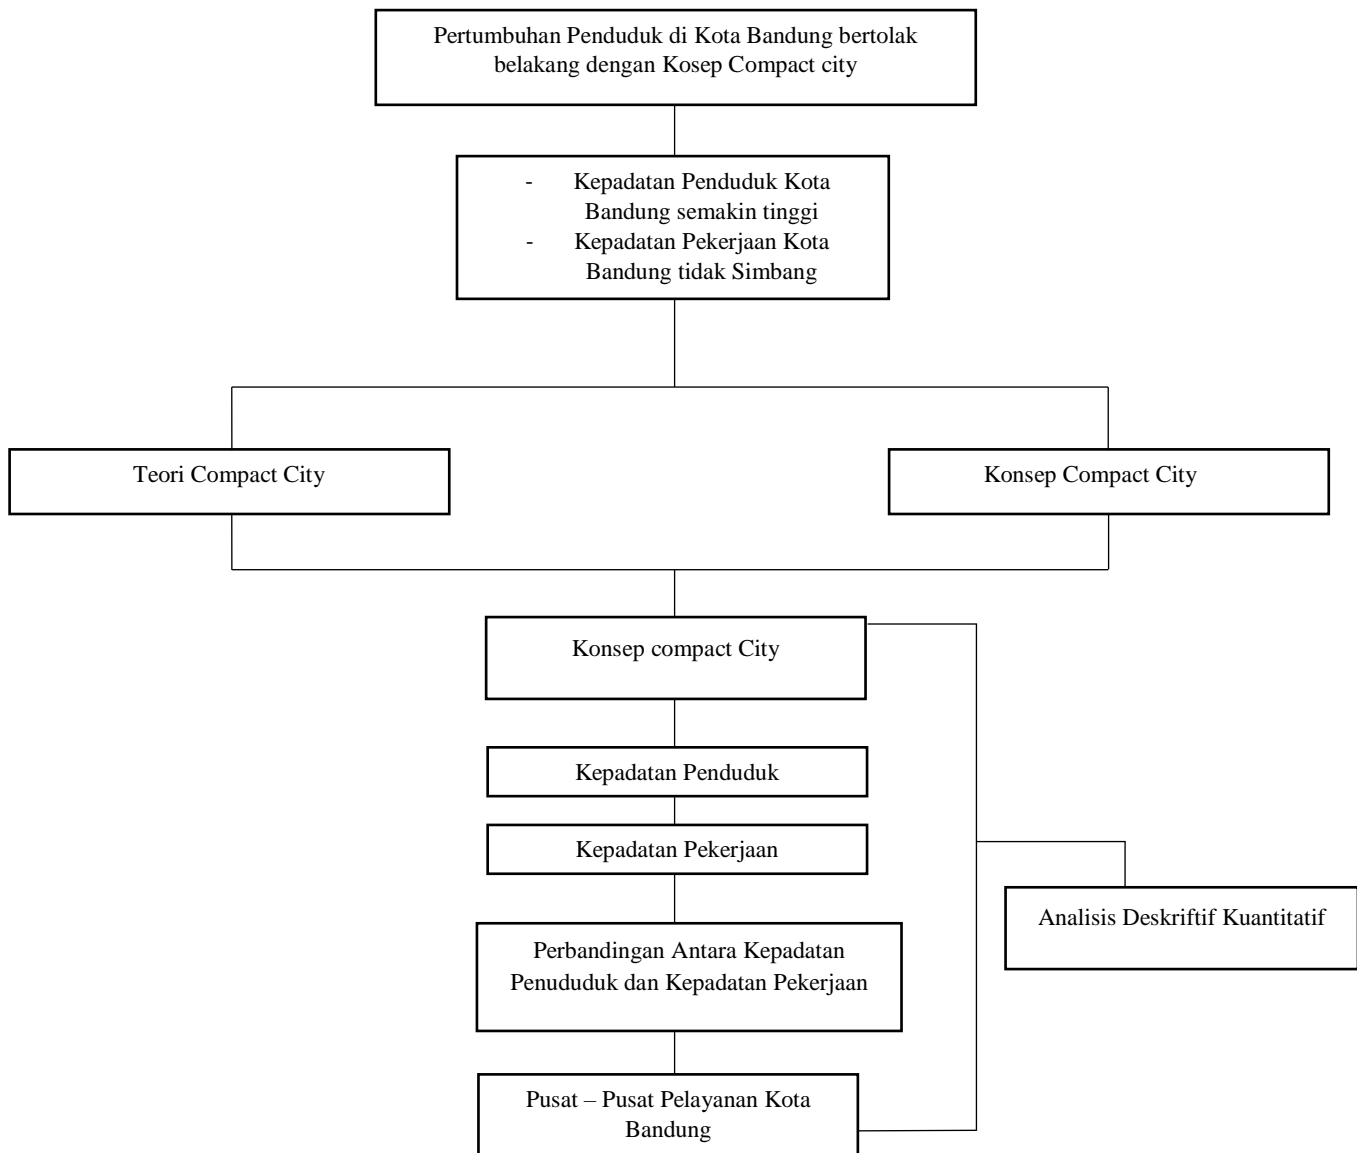 Pertumbuhan Penduduk di Kota Bandung bertolak
belakang dengan Kosep Compact city
- Kepadatan Penduduk Kota
Bandung semakin tinggi
- Kepadatan Pekerjaan Kota
Bandung tidak Simbang
Teori Compact City
Konsep Compact City
Konsep compact City
Kepadatan Penduduk
Kepadatan Pekerjaan
Analisis Deskriftif Kuantitatif
Perbandingan Antara Kepadatan
Penududuk dan Kepadatan Pekerjaan
Pusat – Pusat Pelayanan Kota
Bandung